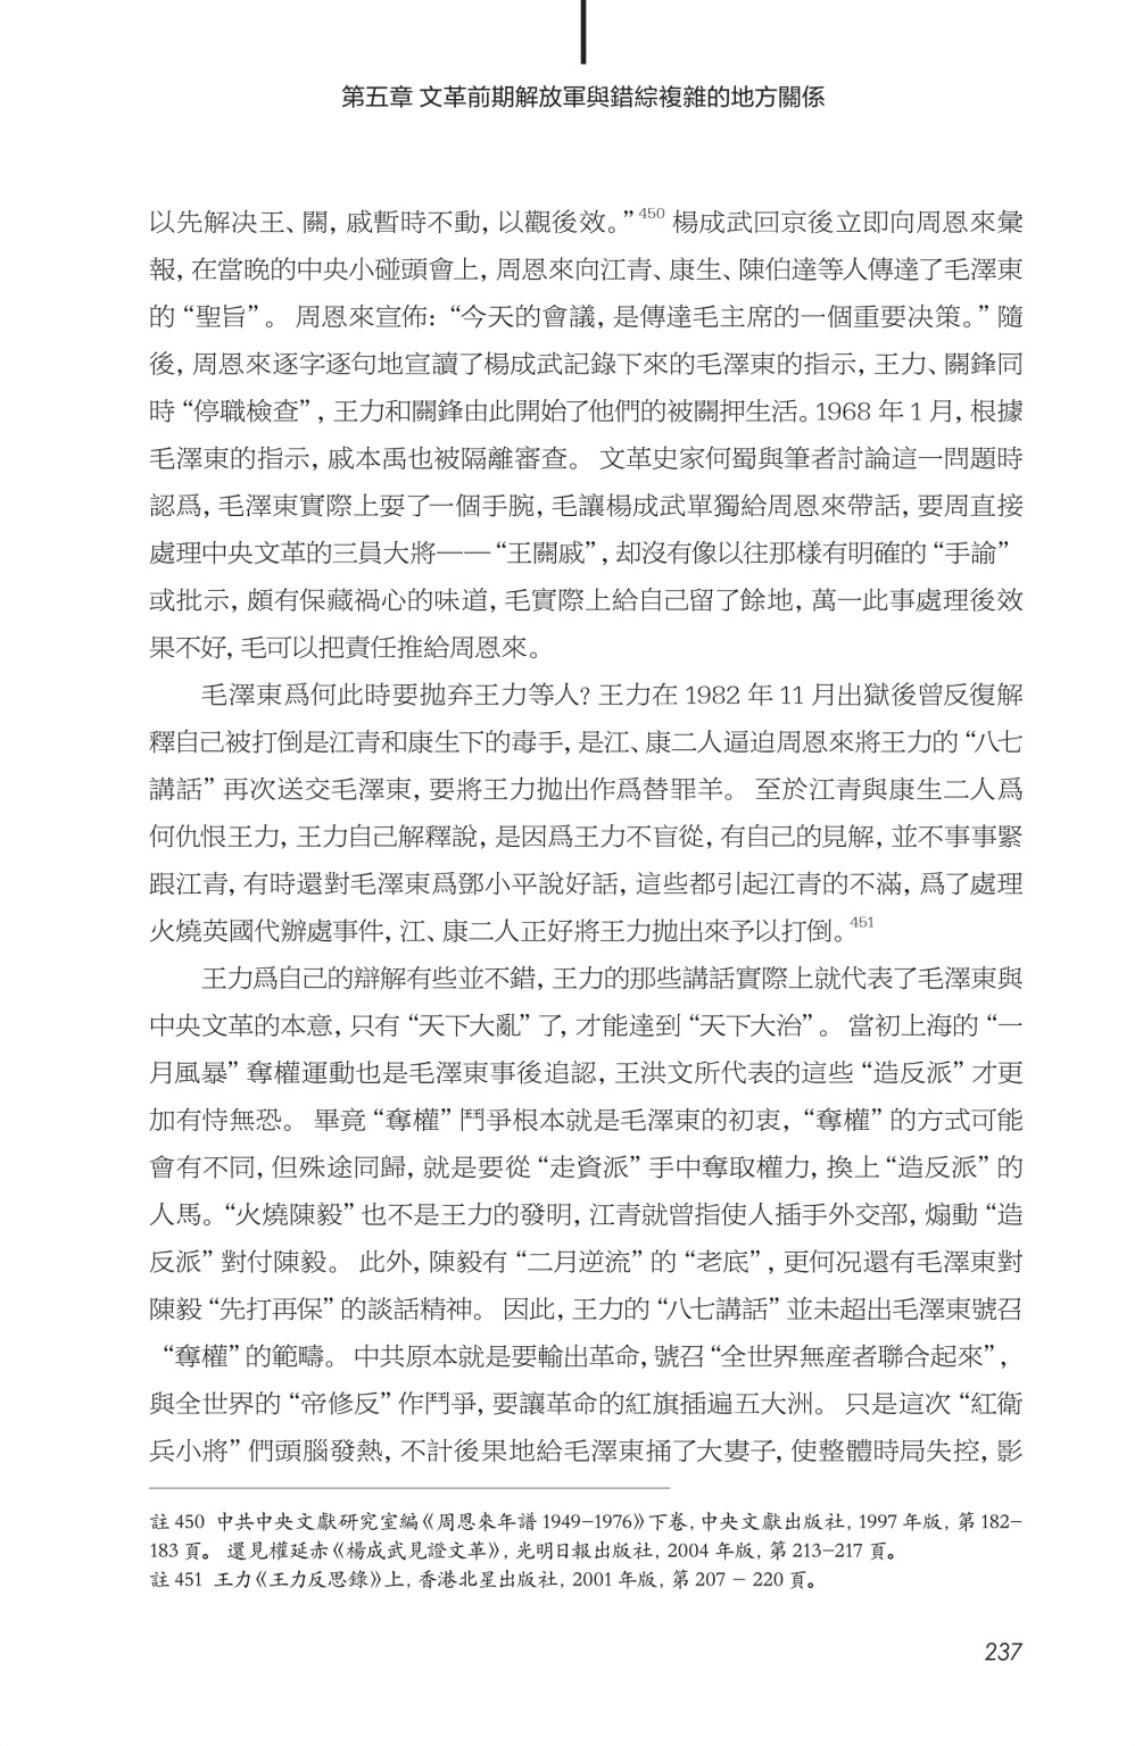 第五章 文革前期解放軍與錯綜複雜的地方關係
以先解決王、關, 戚暫時不動, 以觀後效。”450 楊成武回京後立即向周恩來彙
報, 在當晚的中央小碰頭會上, 周恩來向江青、康生、陳伯達等人傳達了毛澤東
的 “聖旨” 。 周恩來宣佈: “今天的會議, 是傳達毛主席的一個重要決策。” 隨
後, 周恩來逐字逐句地宣讀了楊成武記錄下來的毛澤東的指示, 王力、關鋒同
時 “停職檢查” , 王力和關鋒由此開始了他們的被關押生活。1968 年 1 月, 根據
毛澤東的指示, 戚本禹也被隔離審查。 文革史家何蜀與筆者討論這一問題時
認爲, 毛澤東實際上耍了一個手腕, 毛讓楊成武單獨給周恩來帶話, 要周直接
處理中央文革的三員大將—— “王關戚” , 却沒有像以往那樣有明確的 “手諭”
或批示, 頗有保藏禍心的味道, 毛實際上給自己留了餘地, 萬一此事處理後效
果不好, 毛可以把責任推給周恩來。
毛澤東爲何此時要拋弃王力等人? 王力在 1982 年 11 月出獄後曾反復解
釋自己被打倒是江青和康生下的毒手, 是江、康二人逼迫周恩來將王力的 “八七
講話” 再次送交毛澤東, 要將王力拋出作爲替罪羊。 至於江青與康生二人爲
何仇恨王力, 王力自己解釋說, 是因爲王力不盲從, 有自己的見解, 並不事事緊
跟江青, 有時還對毛澤東爲鄧小平說好話, 這些都引起江青的不滿, 爲了處理
火燒英國代辦處事件, 江、康二人正好將王力拋出來予以打倒。451
王力爲自己的辯解有些並不錯, 王力的那些講話實際上就代表了毛澤東與
中央文革的本意, 只有 “天下大亂” 了, 才能達到 “天下大治” 。 當初上海的 “一
月風暴” 奪權運動也是毛澤東事後追認, 王洪文所代表的這些 “造反派” 才更
加有恃無恐。 畢竟 “奪權” 鬥爭根本就是毛澤東的初衷, “奪權” 的方式可能
會有不同, 但殊途同歸, 就是要從 “走資派” 手中奪取權力, 換上 “造反派” 的
人馬。“火燒陳毅” 也不是王力的發明, 江青就曾指使人插手外交部, 煽動 “造
反派” 對付陳毅。 此外, 陳毅有 “二月逆流” 的 “老底” , 更何況還有毛澤東對
陳毅 “先打再保” 的談話精神。 因此, 王力的 “八七講話” 並未超出毛澤東號召
“奪權” 的範疇。 中共原本就是要輸出革命, 號召 “全世界無産者聯合起來” ,
與全世界的 “帝修反” 作鬥爭, 要讓革命的紅旗插遍五大洲。 只是這次 “紅衛
兵小將” 們頭腦發熱, 不計後果地給毛澤東捅了大婁子, 使整體時局失控, 影
註 450 中共中央文獻研究室編《周恩來年譜 1949–1976》下卷, 中央文獻出版社, 1997 年版, 第 182–
183 頁。 還見權延赤《楊成武見證文革》, 光明日報出版社, 2004 年版, 第 213–217 頁。
註 451 王力《王力反思錄》上, 香港北星出版社, 2001 年版, 第 207 – 220 頁。
237